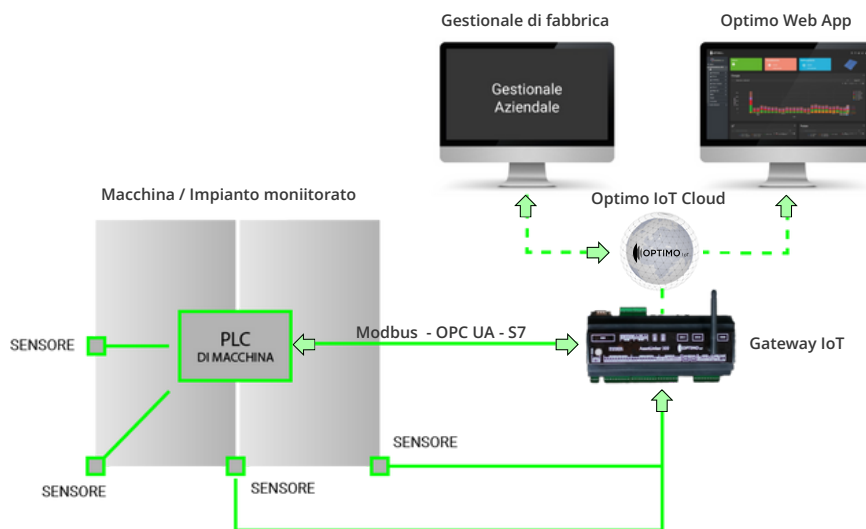 Gestionale di fabbrica
Optimo Web App
Gestionale
Aziendale
Macchina / Impianto moniitorato
Optimo IoT Cloud
OPTIMO
PLC
DI MACCHINA
Modbus - OPC UA - S7
Gateway IoT
SENSORE
SENSORE
SENSORE
SENSORE